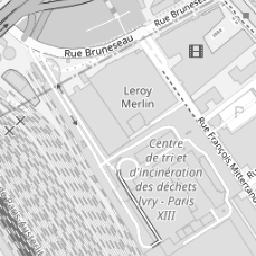 Rue Bruneseau
Rue Bruneseau
Leroy
Merlin
Rue François Mitterrand
Centre
de tri et
d'incinération
des déchets
Ivry - Paris
XIII